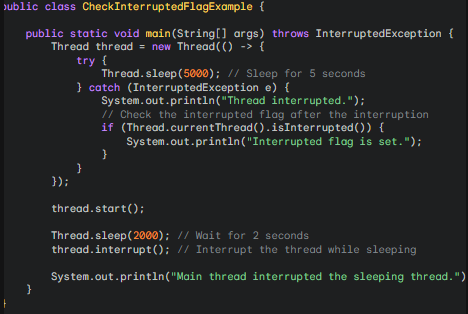 public class CheckInterruptedFlagExample {
public static void main(String[] args) throws InterruptedException {
Thread thread = new Thread(() -> {
try {
Thread.sleep(5000); // Sleep for 5 seconds
} catch (InterruptedException e) {
System.out.println("Thread interrupted.");
// Check the interrupted flag after the interruption
if (Thread.currentThread().isInterrupted()) {
System.out.println("Interrupted flag is set.");
}
}
});
thread.start();
Thread.sleep(2000); // Wait for 2 seconds
thread.interrupt(); // Interrupt the thread while sleeping
System.out.println("Main thread interrupted the sleeping thread.")
}
}